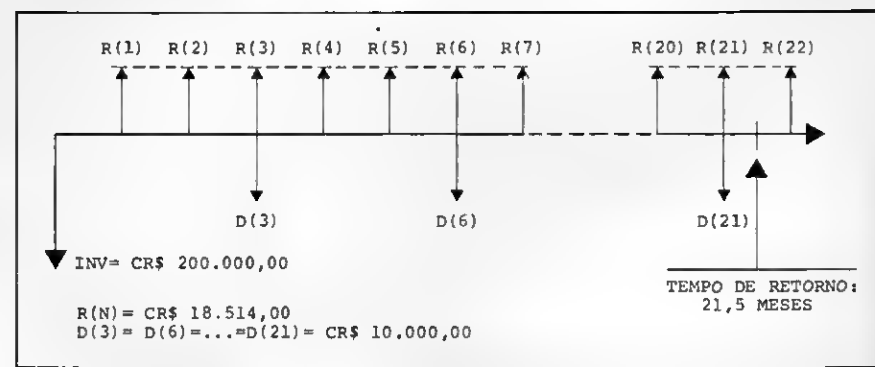 R(1) R(2) R(3) R(4) R(5) R(6) R(7) R(20) R(21) R(22)
D(3) D(6) D(21)
INV= CR$ 200.000,00
TEMPO DE RETORNO:
21,5 MESES
R(N)= CR$ 18.514,00
D(3)= D(6)=...=D(21)= CR$ 10.000,00